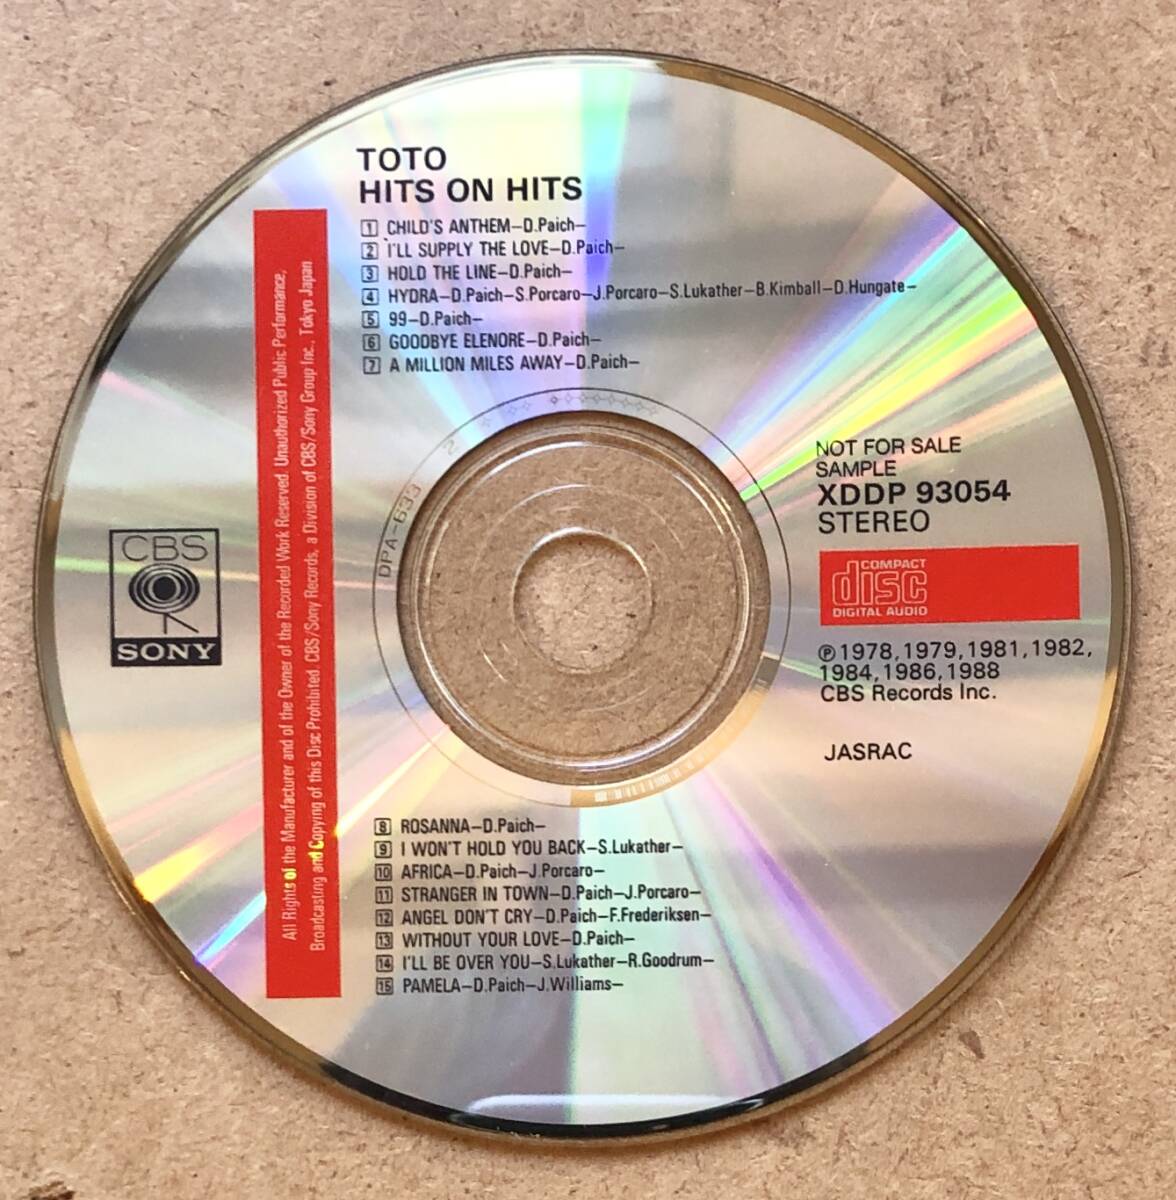 TOTO
HITS ON HITS
1 CHILD'S ANTHEM–D.Paich–
2 I'LL SUPPLY THE LOVE–D.Paich–
3 HOLD THE LINE–D.Paich–
4 HYDRA–D.Paich–S.Porcaro–J.Porcaro–S.Lukather–B.Kimball–D.Hungate–
5 99–D.Paich–
6 GOODBYE ELENORE–D.Paich–
7 A MILLION MILES AWAY–D.Paich–
All Rights of the Manufacturer and of the Owner of the Recorded Work Reserved. Unauthorized Public Performance,
Broadcasting and Copying of this Disc Prohibited. CBS/Sony Records, a Division of CBS/Sony Group Inc., Tokyo Japan
CBS
SONY
DPA-633 2
NOT FOR SALE
SAMPLE
XDDP 93054
STEREO
COMPACT
disc
DIGITAL AUDIO
℗1978,1979,1981,1982,
1984,1986,1988
CBS Records Inc.
JASRAC
8 ROSANNA–D.Paich–
9 I WON'T HOLD YOU BACK–S.Lukather–
10 AFRICA–D.Paich–J.Porcaro–
11 STRANGER IN TOWN–D.Paich–J.Porcaro–
12 ANGEL DON'T CRY–D.Paich–F.Frederiksen–
13 WITHOUT YOUR LOVE–D.Paich–
14 I'LL BE OVER YOU–S.Lukather–R.Goodrum–
15 PAMELA–D.Paich–J.Williams–